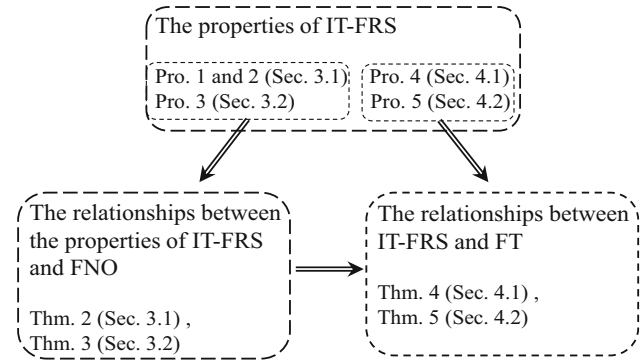 The properties of IT-FRS
Pro. 1 and 2 (Sec. 3.1)
Pro. 3 (Sec. 3.2)
Pro. 4 (Sec. 4.1)
Pro. 5 (Sec. 4.2)
The relationships between
the properties of IT-FRS
and FNO
Thm. 2 (Sec. 3.1) ,
Thm. 3 (Sec. 3.2)
The relationships between
IT-FRS and FT
Thm. 4 (Sec. 4.1) ,
Thm. 5 (Sec. 4.2)